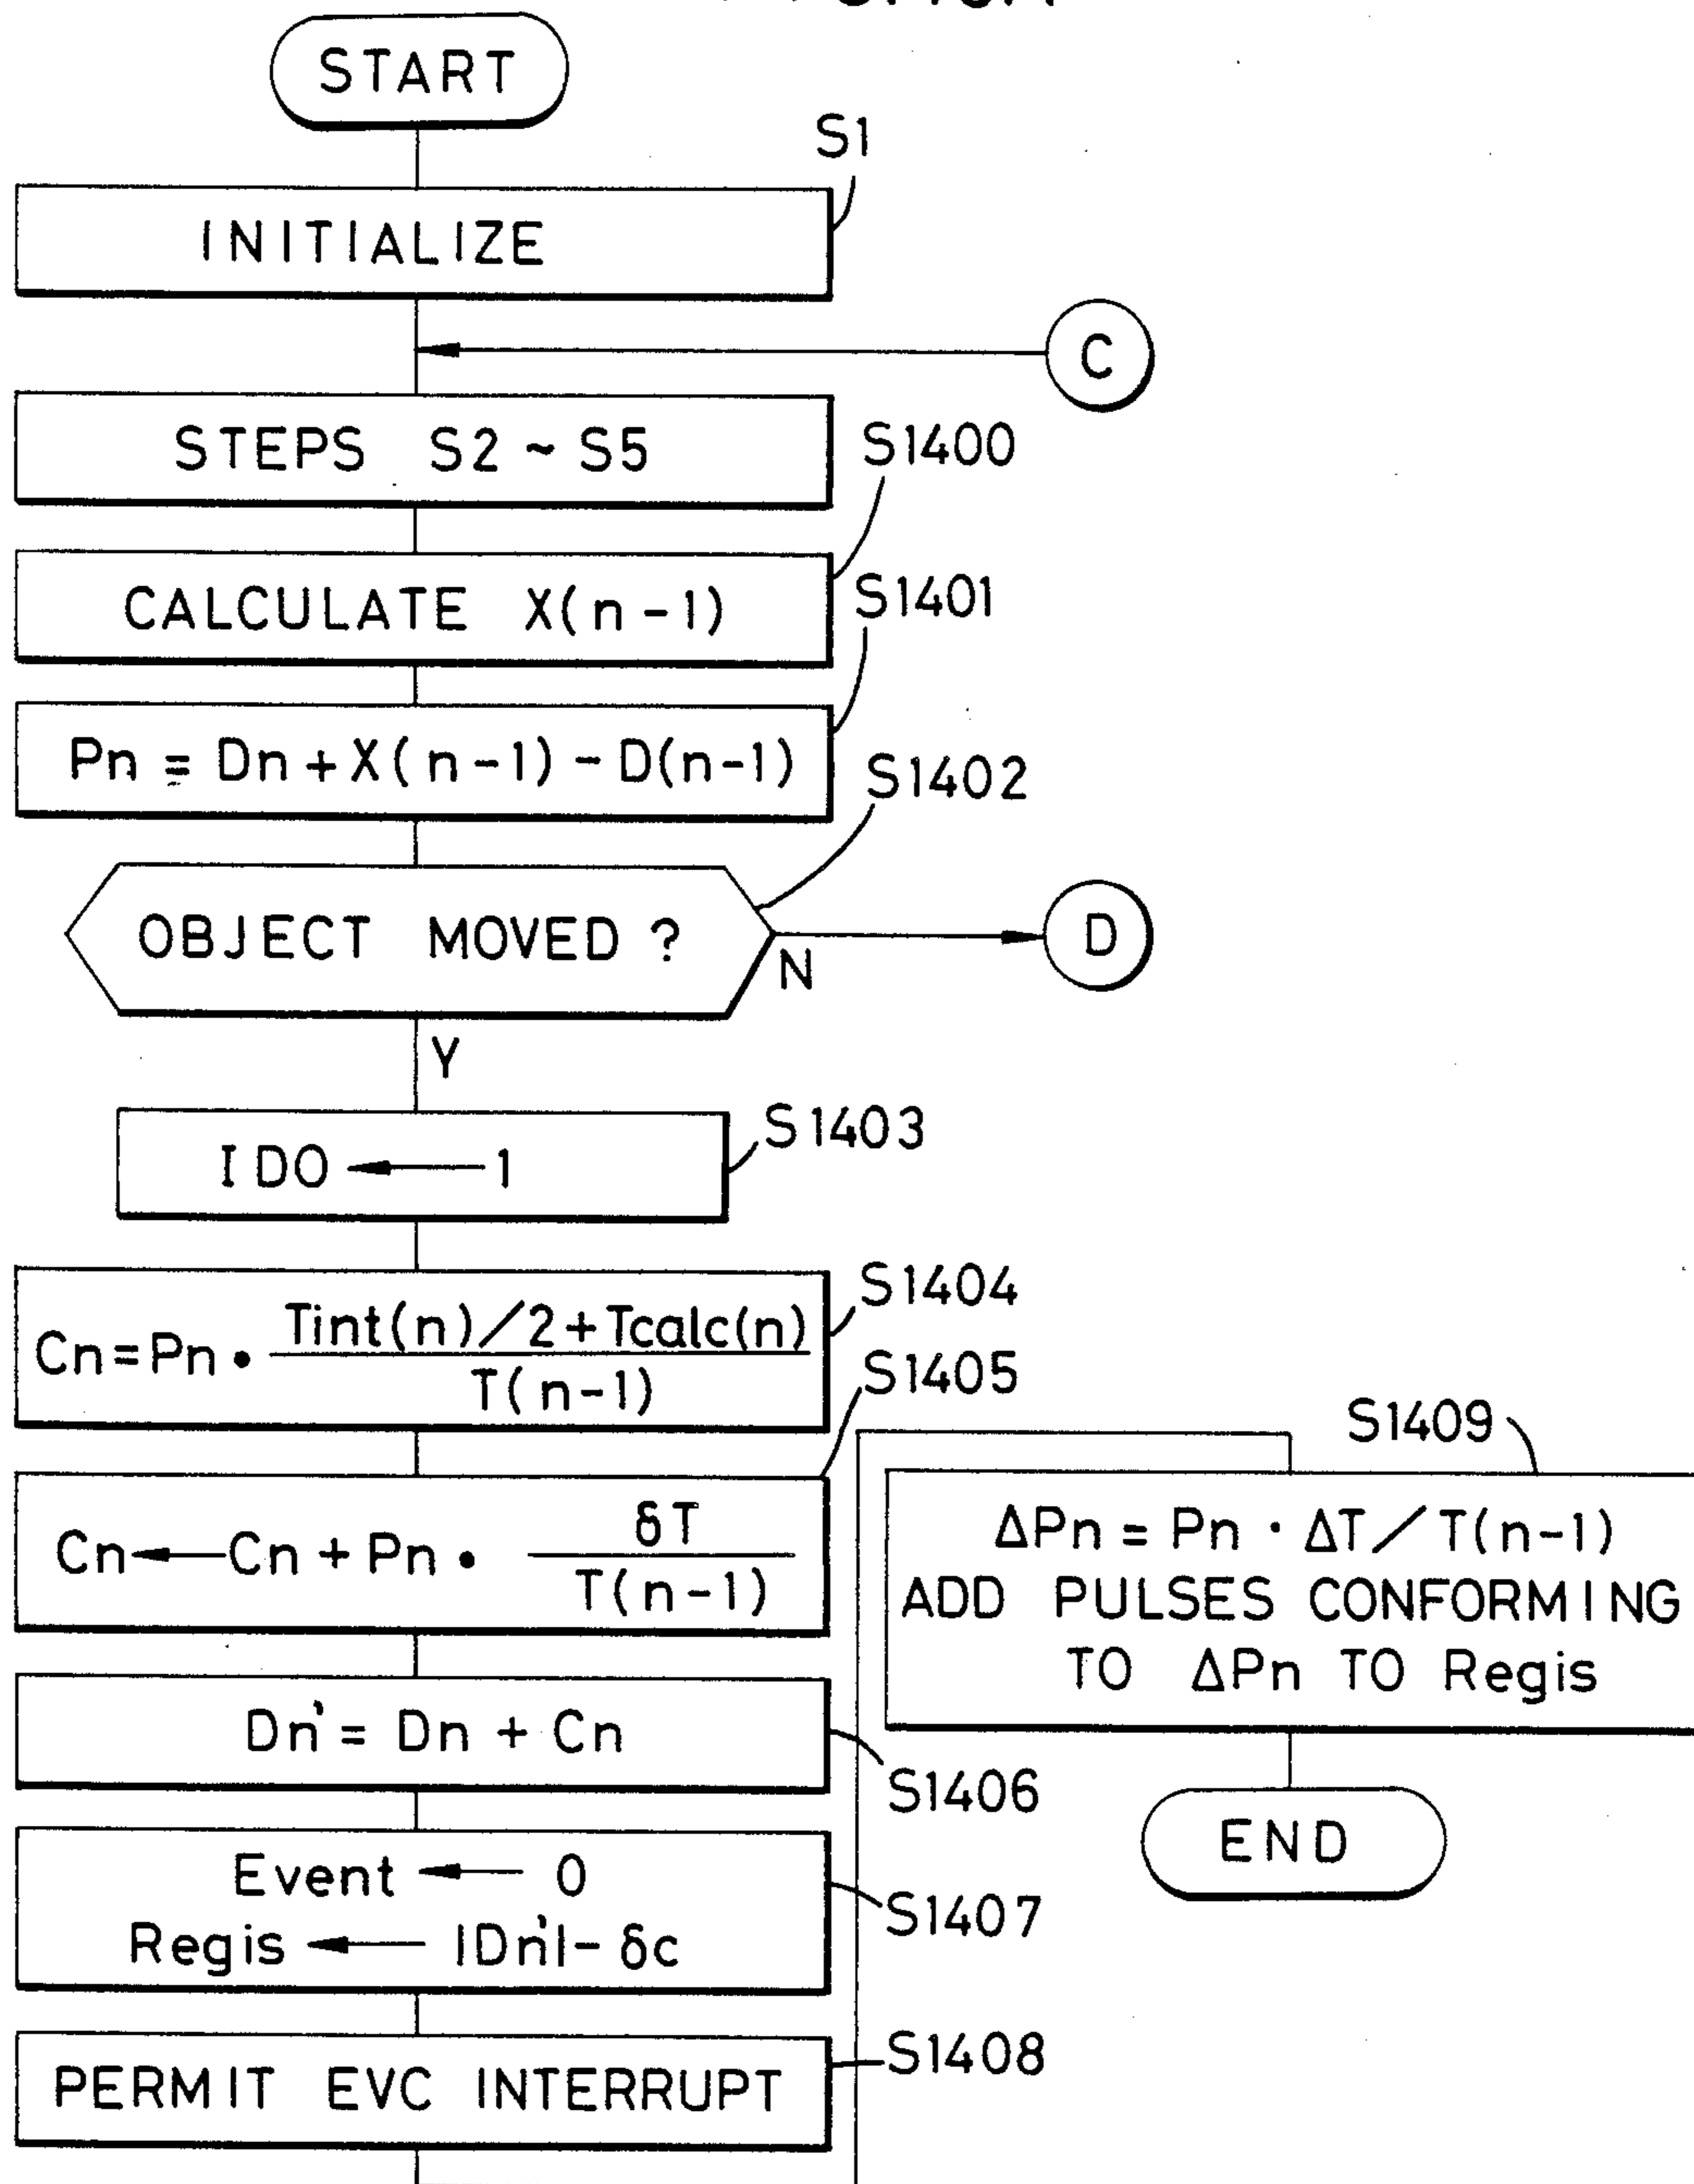 START
S1
INITIALIZE
C
STEPS S2 ~ S5
S1400
CALCULATE X(n-1)
S1401
Pn = Dn + X(n-1) - D(n-1)
S1402
OBJECT MOVED ?
N
D
Y
S1403
IDO ← 1
S1404
Cn = Pn • Tint(n)/2 + Tcalc(n)
T(n-1)
S1405
Cn ← Cn + Pn • δT
T(n-1)
Dn' = Dn + Cn
S1406
Event ← 0
Regis ← |Dn'| - δc
S1407
PERMIT EVC INTERRUPT
S1408
S1409
ΔPn = Pn · ΔT / T(n-1)
ADD PULSES CONFORMING
TO ΔPn TO Regis
END